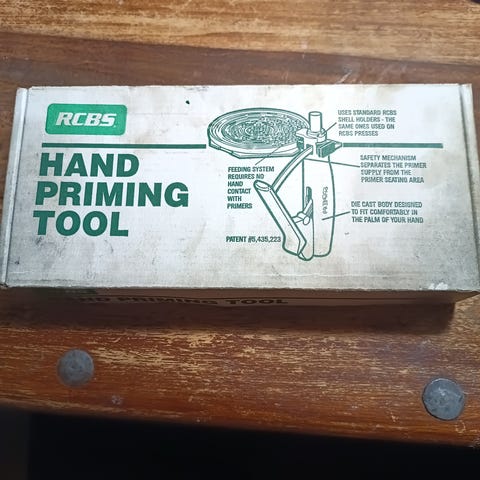 RCBS
HAND
PRIMING
TOOL
USES STANDARD RCBS
SHELL HOLDERS - THE
SAME ONES USED ON
RCBS PRESSES
FEEDING SYSTEM
REQUIRES NO
HAND
CONTACT
WITH
PRIMERS
SAFETY MECHANISM
SEPARATES THE PRIMER
SUPPLY FROM THE
PRIMER SEATING AREA
DIE CAST BODY DESIGNED
TO FIT COMFORTABLY IN
THE PALM OF YOUR HAND
PATENT #5,435,223
HAND PRIMING TOOL